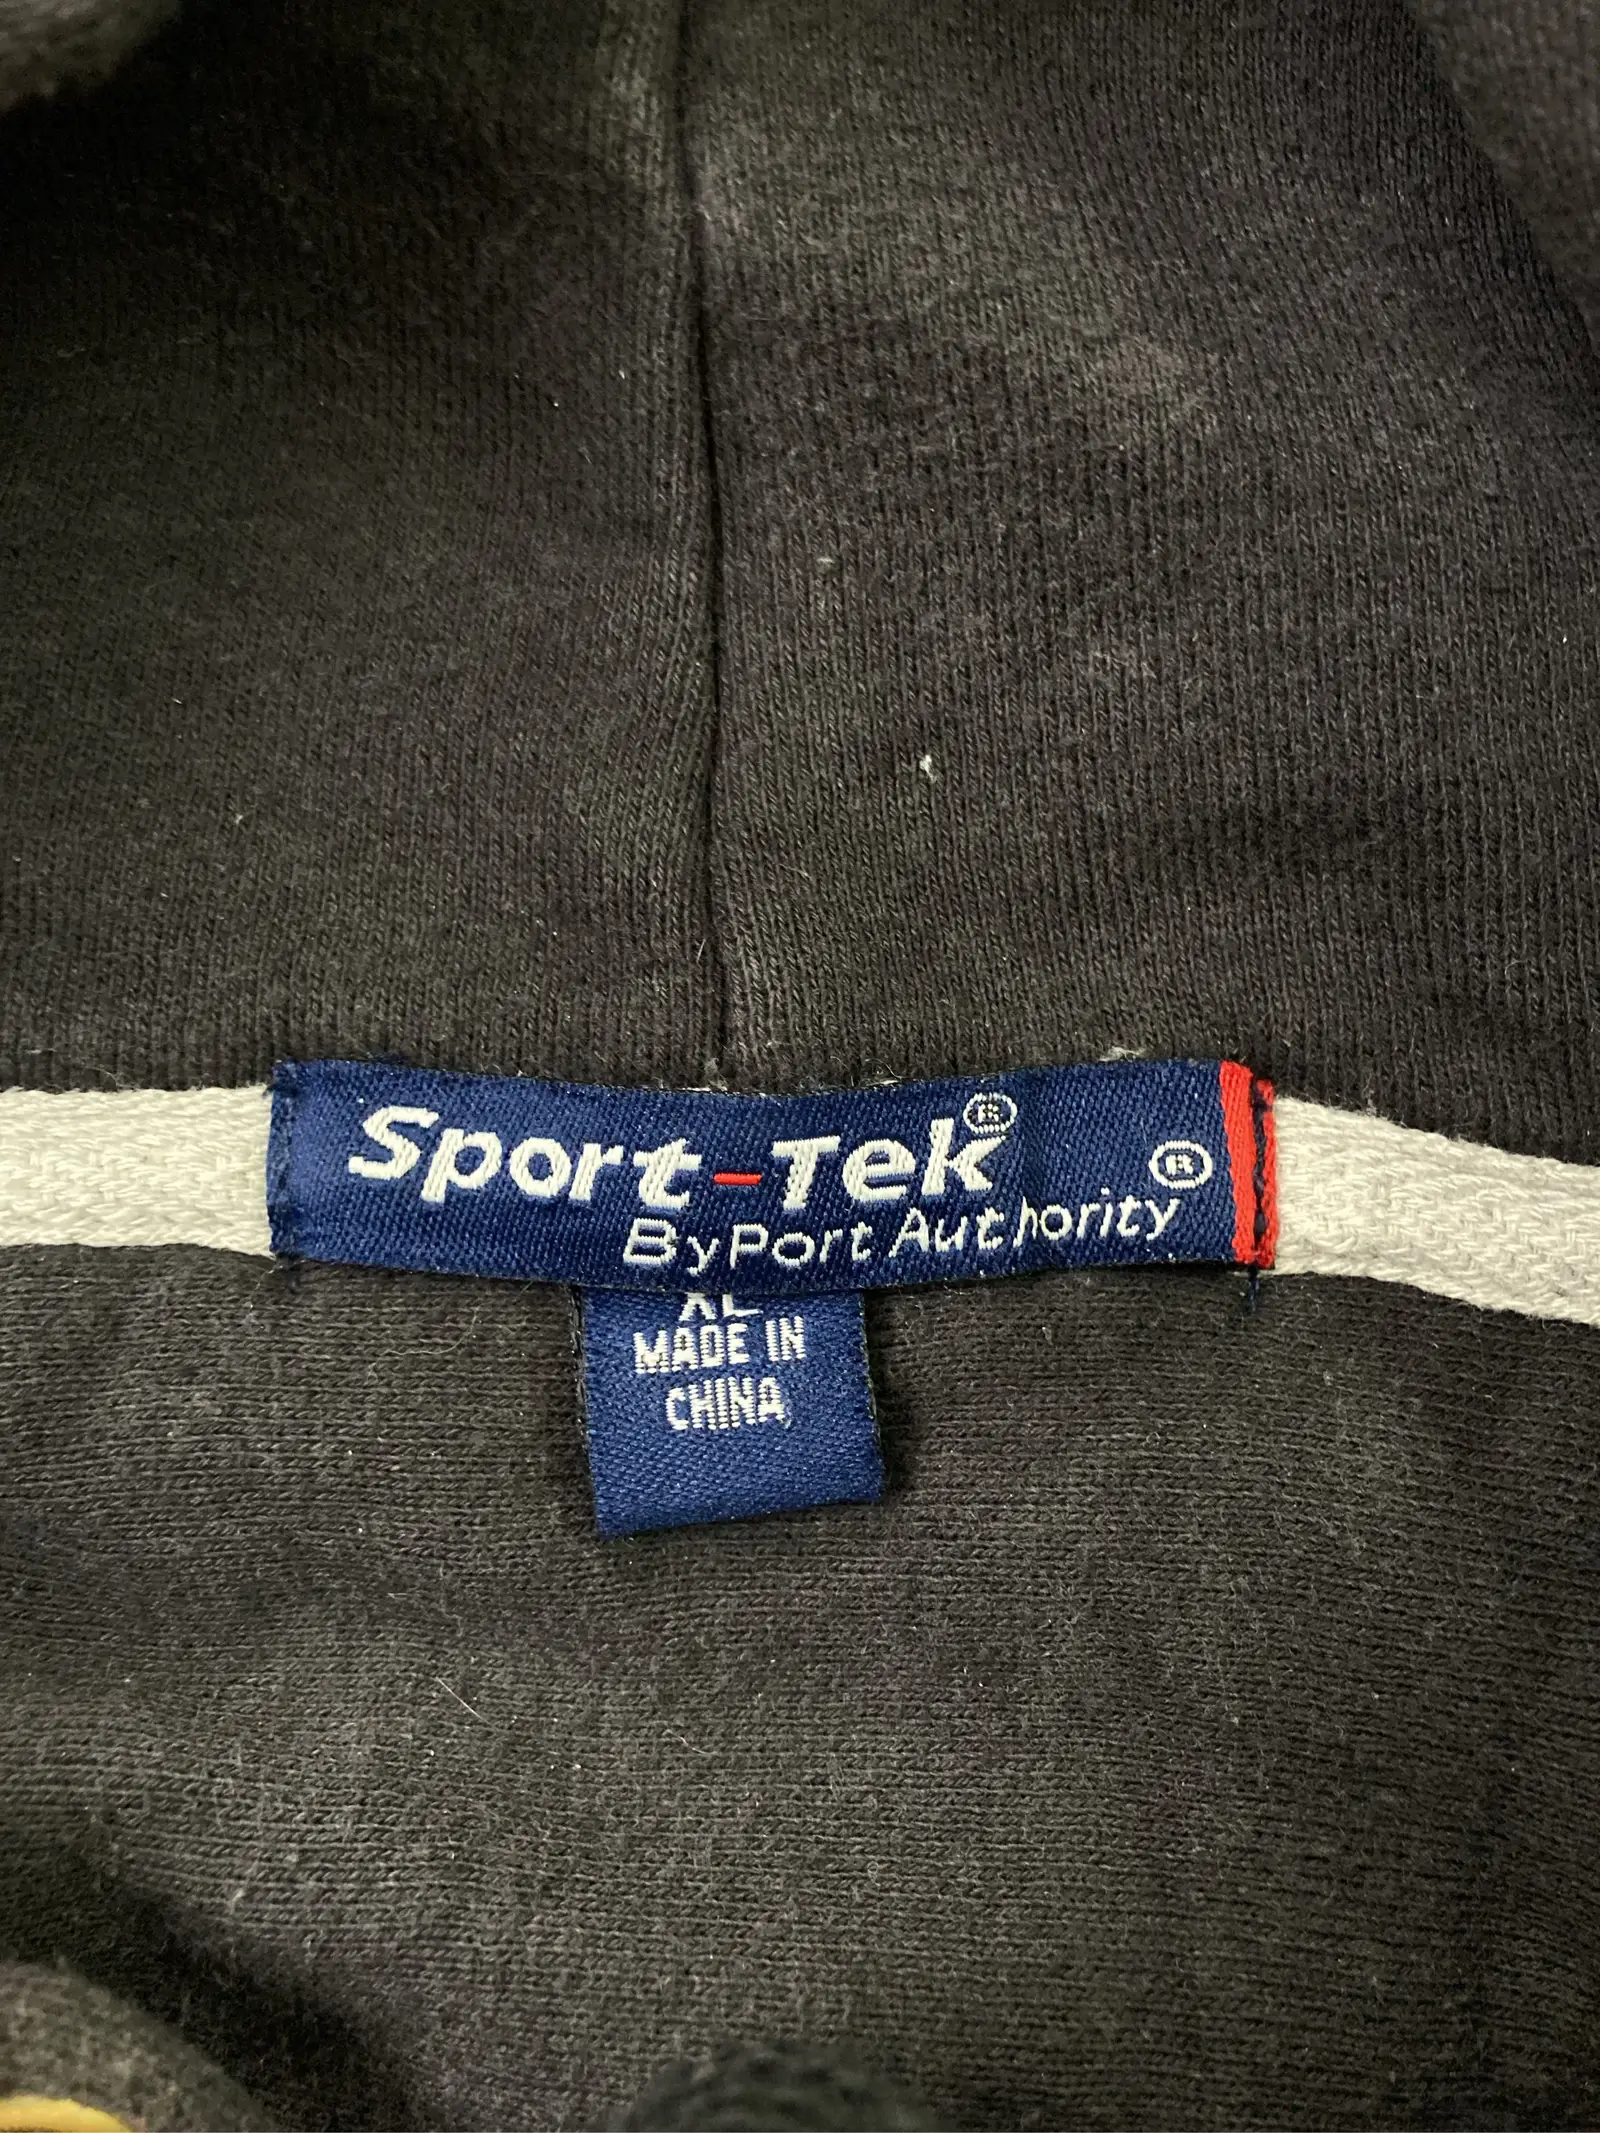 Sport-Tek®
By Port Authority®
XL
MADE IN
CHINA